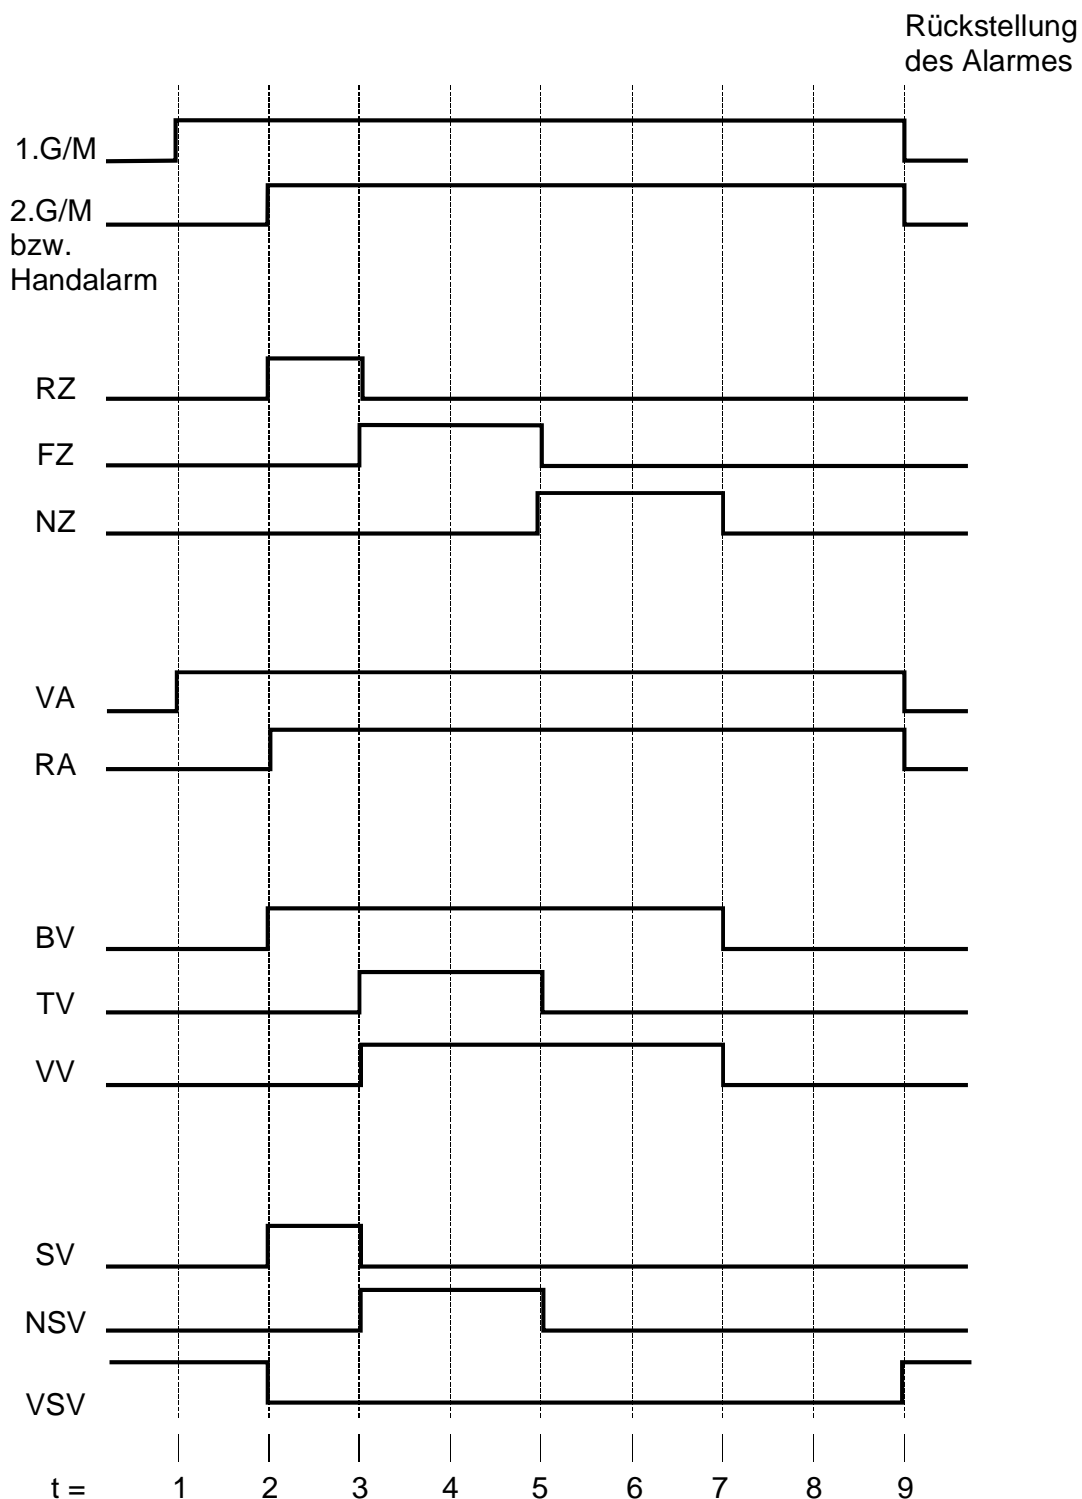 Rückstellung
des Alarmes
1.G/M
2.G/M
bzw.
Handalarm
RZ
FZ
NZ
VA
RA
BV
TV
VV
SV
NSV
VSV
t = 1 2 3 4 5 6 7 8 9